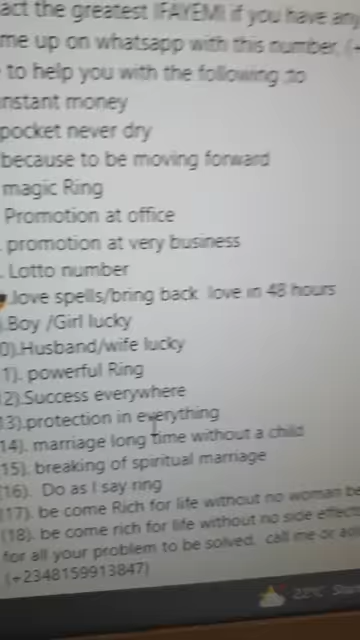 act the greatest IFAYEMI if you have any
me up on whatsapp with this number, (+
to help you with the following :to
instant money
pocket never dry
because to be moving forward
magic Ring
Promotion at office
. promotion at very business
. Lotto number
.love spells/bring back love in 48 hours
).Boy /Girl lucky
0).Husband/wife lucky
1). powerful Ring
2).Success everywhere
13).protection in everything
14). marriage long time without a child
15). breaking of spiritual marriage
(16). Do as I say ring
(17). be come Rich for life without no woman be
(18). be come rich for life without no side effect
for all your problem to be solved. call me or
(+2348159913847)
22°C